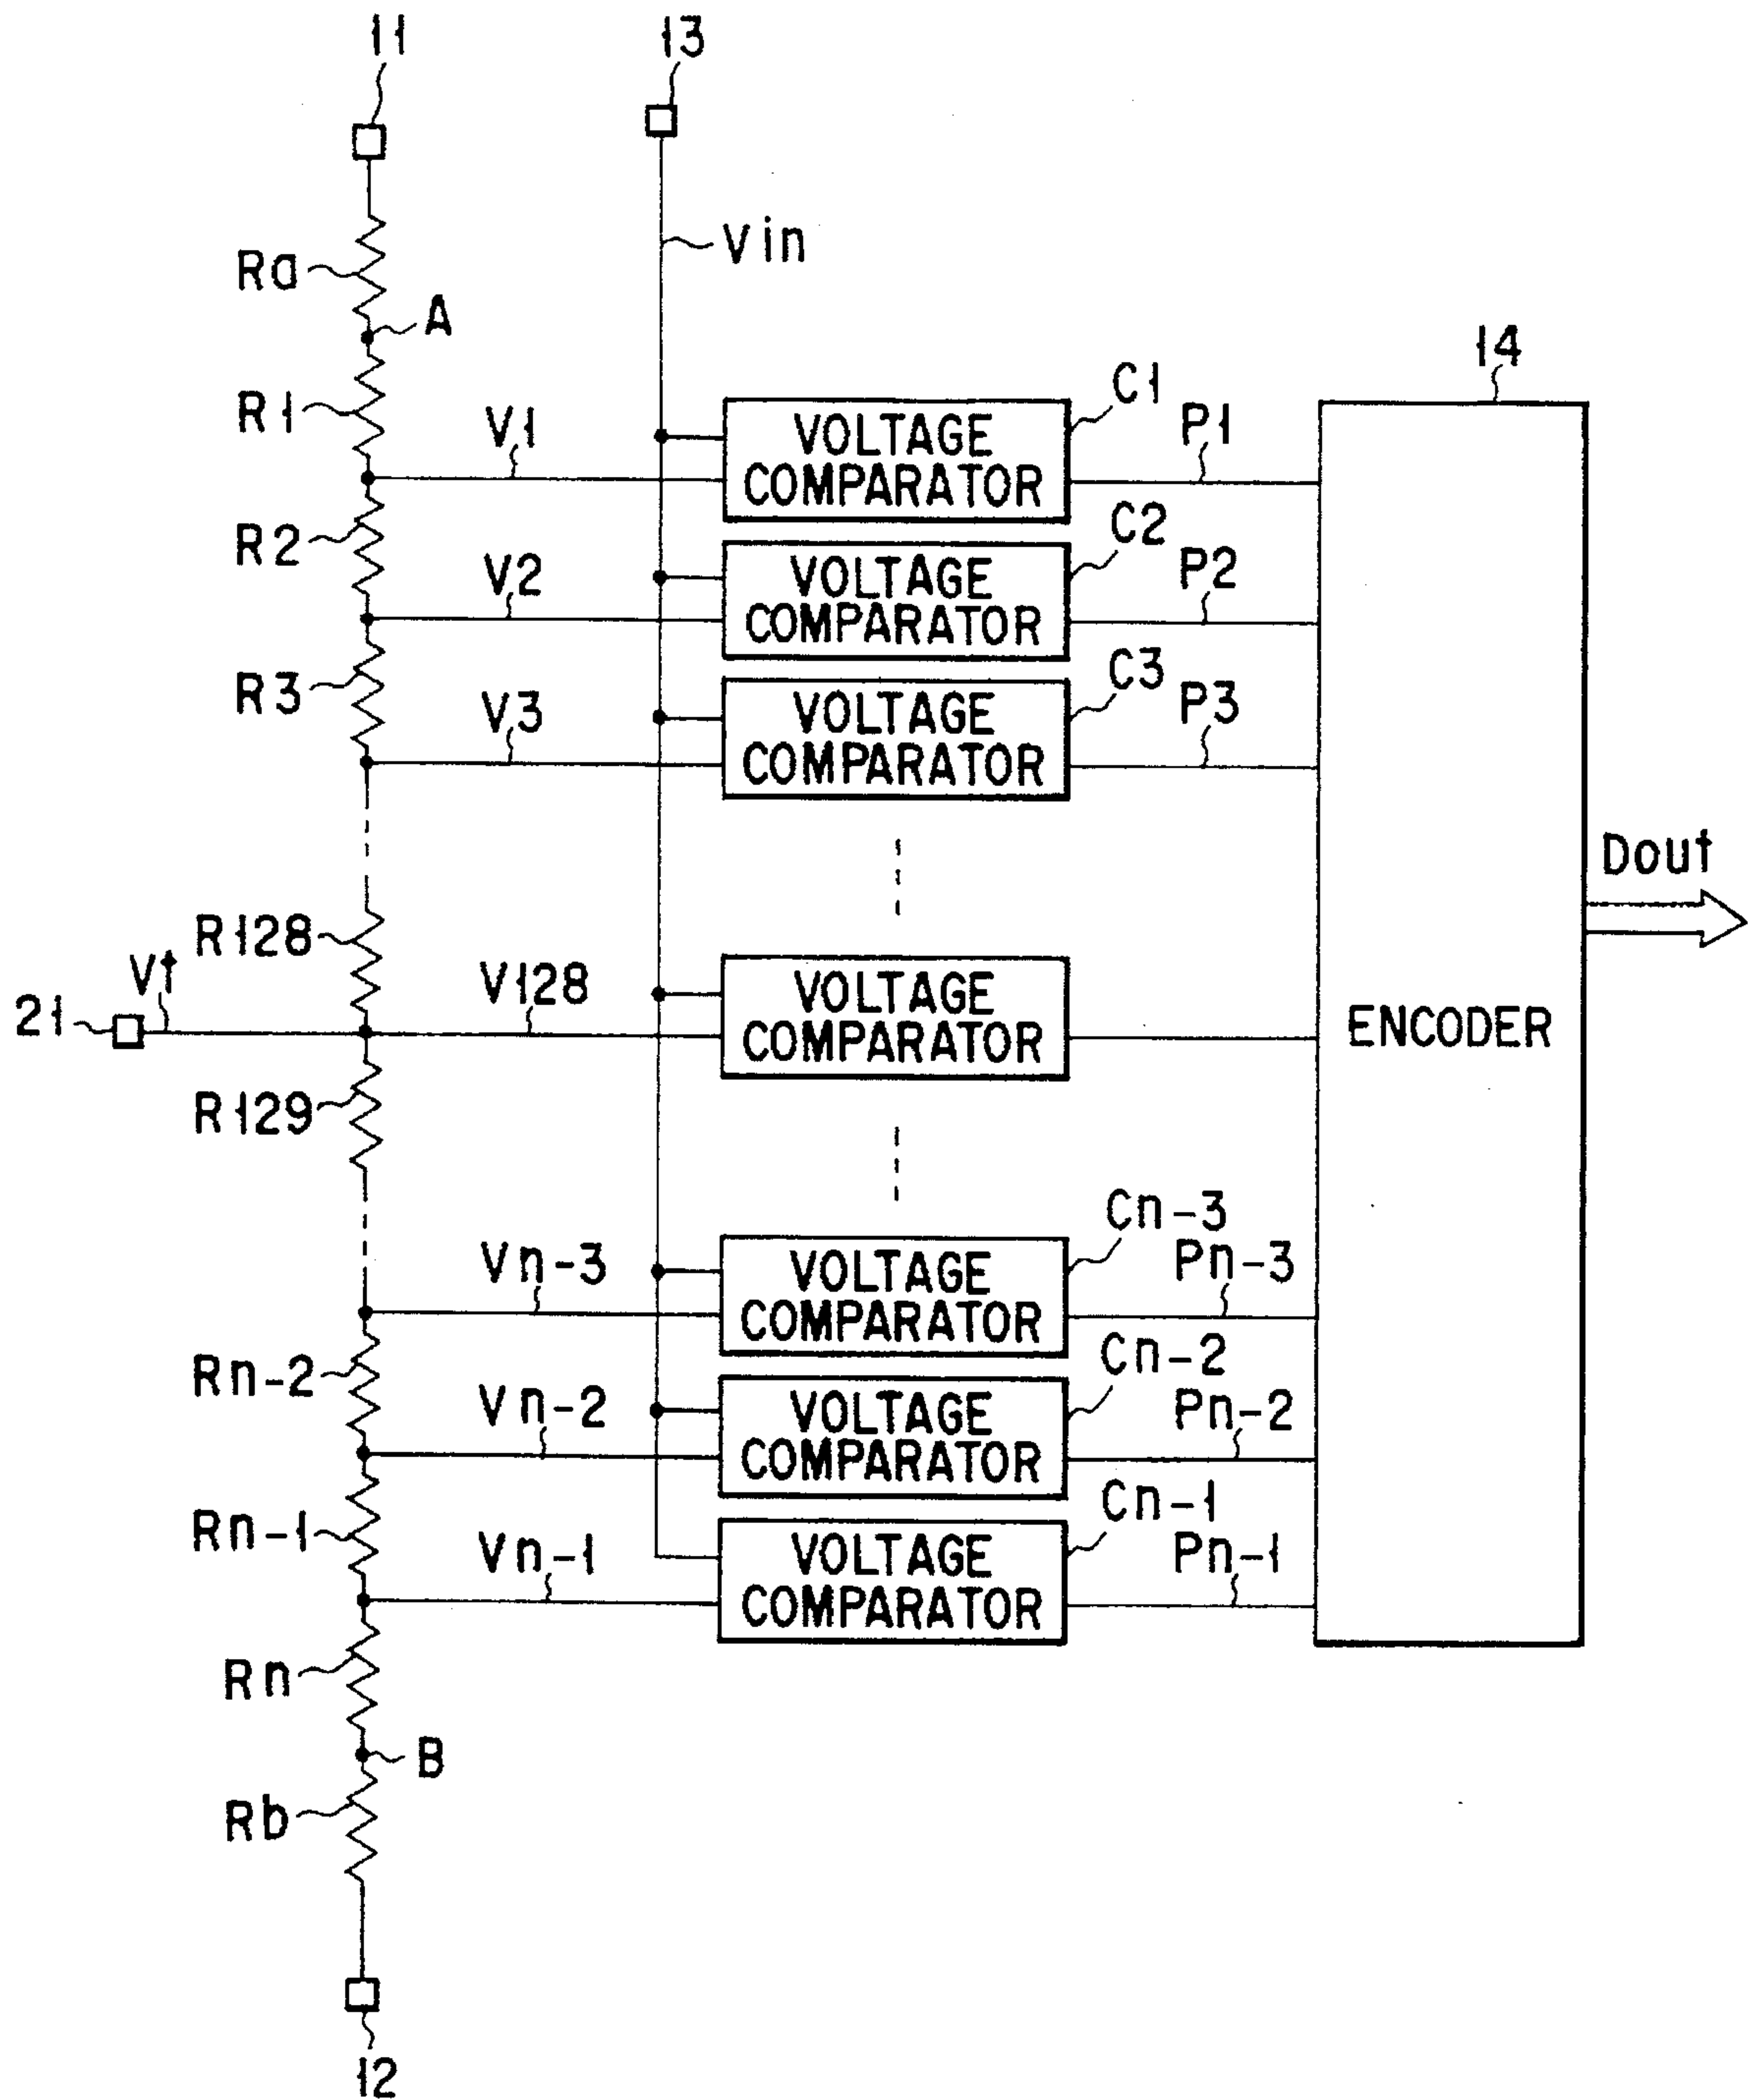 11
13
Vin
Ra
A
14
R1
V1
VOLTAGE
COMPARATOR
C1
P1
R2
V2
VOLTAGE
COMPARATOR
C2
P2
R3
V3
VOLTAGE
COMPARATOR
C3
P3
Dout
R128
Vt
21
V128
VOLTAGE
COMPARATOR
ENCODER
R129
Vn-3
VOLTAGE
COMPARATOR
Cn-3
Pn-3
Rn-2
Vn-2
VOLTAGE
COMPARATOR
Cn-2
Pn-2
Rn-1
Vn-1
VOLTAGE
COMPARATOR
Cn-1
Pn-1
Rn
B
Rb
12